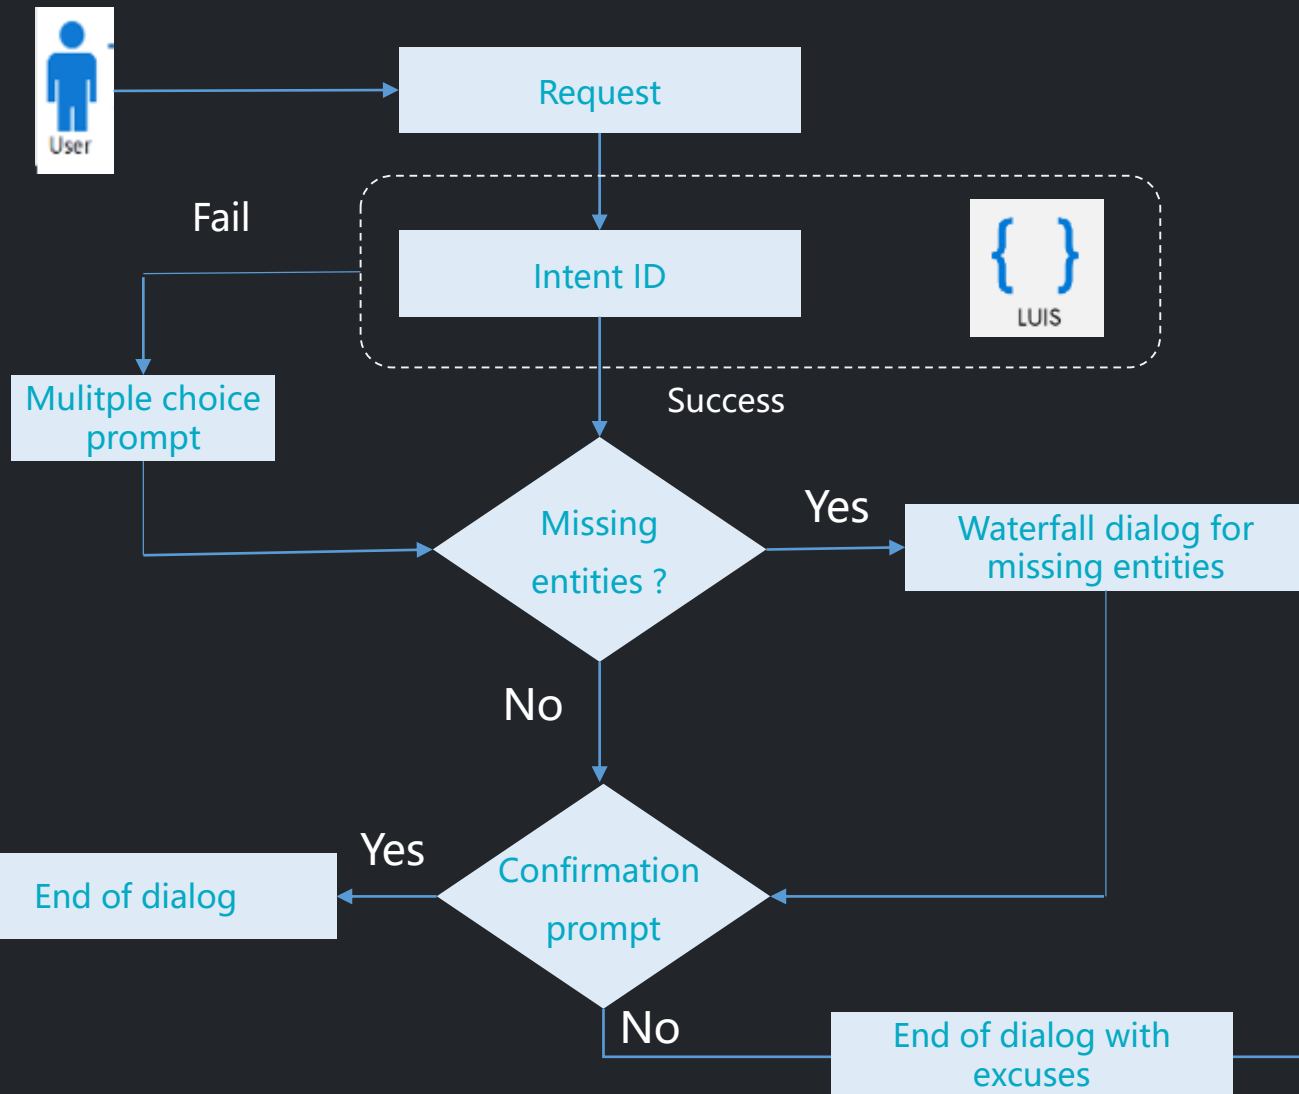 User
Request
Fail
Intent ID
LUIS
Mulitple choice
prompt
Success
Missing
entities ?
Yes
Waterfall dialog for
missing entities
No
Yes
End of dialog
Confirmation
prompt
No
End of dialog with
excuses